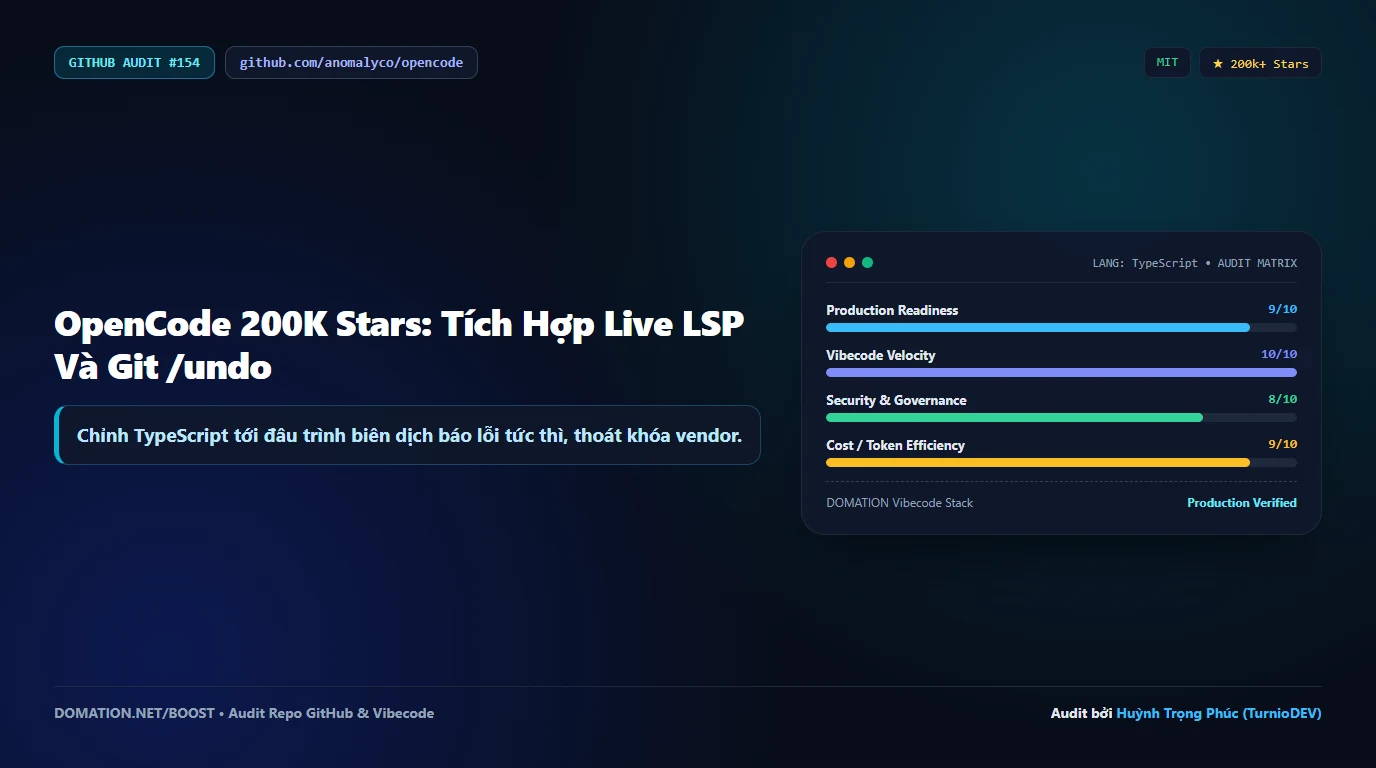 GITHUB AUDIT #154
github.com/anomalyco/opencode
MIT
★ 200k+ Stars
OpenCode 200K Stars: Tích Hợp Live LSP
Và Git /undo
Chỉnh TypeScript tới đâu trình biên dịch báo lỗi tức thì, thoát khóa vendor.
LANG: TypeScript • AUDIT MATRIX
Production Readiness 9/10
Vibecode Velocity 10/10
Security & Governance 8/10
Cost / Token Efficiency 9/10
DOMATION Vibecode Stack Production Verified
DOMATION.NET/BOOST • Audit Repo GitHub & Vibecode
Audit bởi Huỳnh Trọng Phúc (TurnioDEV)